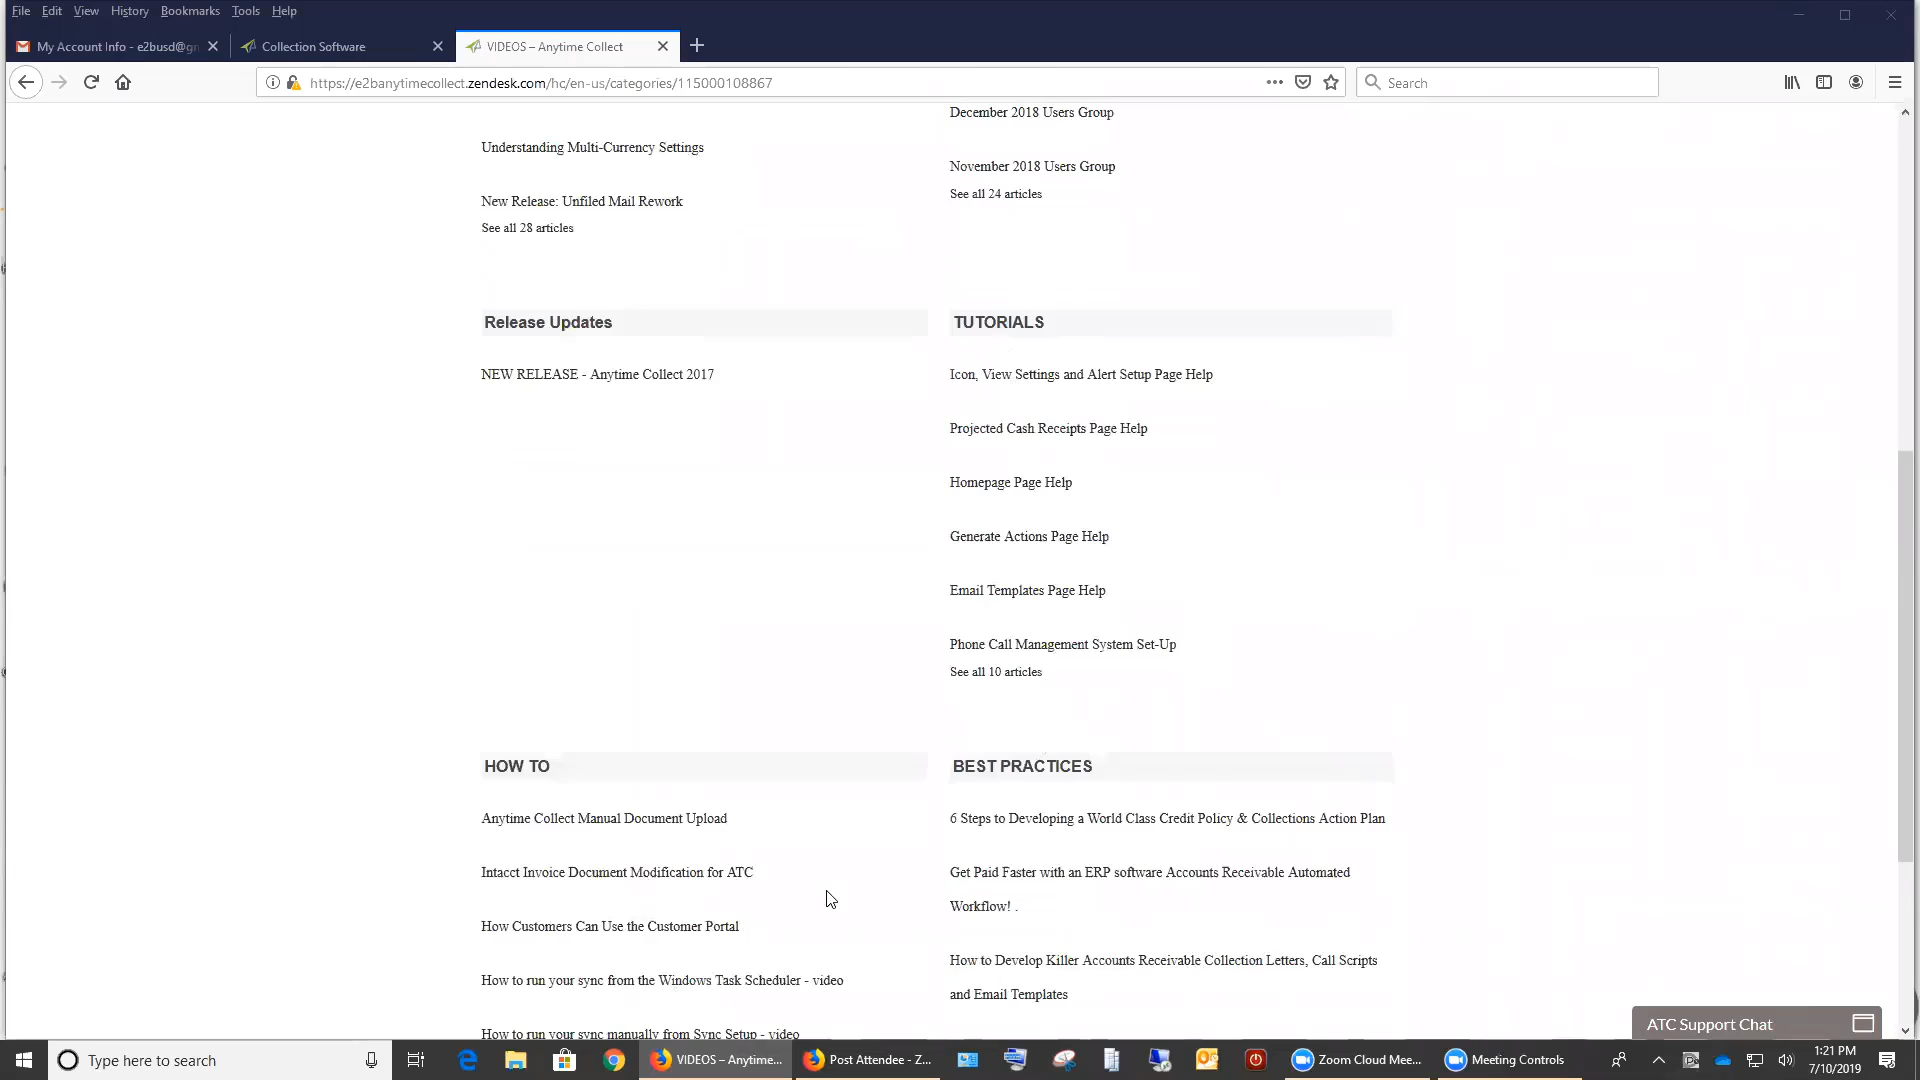 File Edit View History Bookmarks Tools Help
My Account Info - e2busd@g
Collection Software
VIDEOS – Anytime Collect
https://e2banytimecollect.zendesk.com/hc/en-us/categories/115000108867
Search
Understanding Multi-Currency Settings
New Release: Unfiled Mail Rework
See all 28 articles
December 2018 Users Group
November 2018 Users Group
See all 24 articles
Release Updates
NEW RELEASE - Anytime Collect 2017
TUTORIALS
Icon, View Settings and Alert Setup Page Help
Projected Cash Receipts Page Help
Homepage Page Help
Generate Actions Page Help
Email Templates Page Help
Phone Call Management System Set-Up
See all 10 articles
HOW TO
Anytime Collect Manual Document Upload
Intacct Invoice Document Modification for ATC
How Customers Can Use the Customer Portal
How to run your sync from the Windows Task Scheduler - video
How to run your sync manually from Sync Setup - video
BEST PRACTICES
6 Steps to Developing a World Class Credit Policy & Collections Action Plan
Get Paid Faster with an ERP software Accounts Receivable Automated
Workflow! .
How to Develop Killer Accounts Receivable Collection Letters, Call Scripts
and Email Templates
ATC Support Chat
Type here to search
VIDEOS – Anytime...
Post Attendee - Z...
Zoom Cloud Mee...
Meeting Controls
1:21 PM
7/10/2019